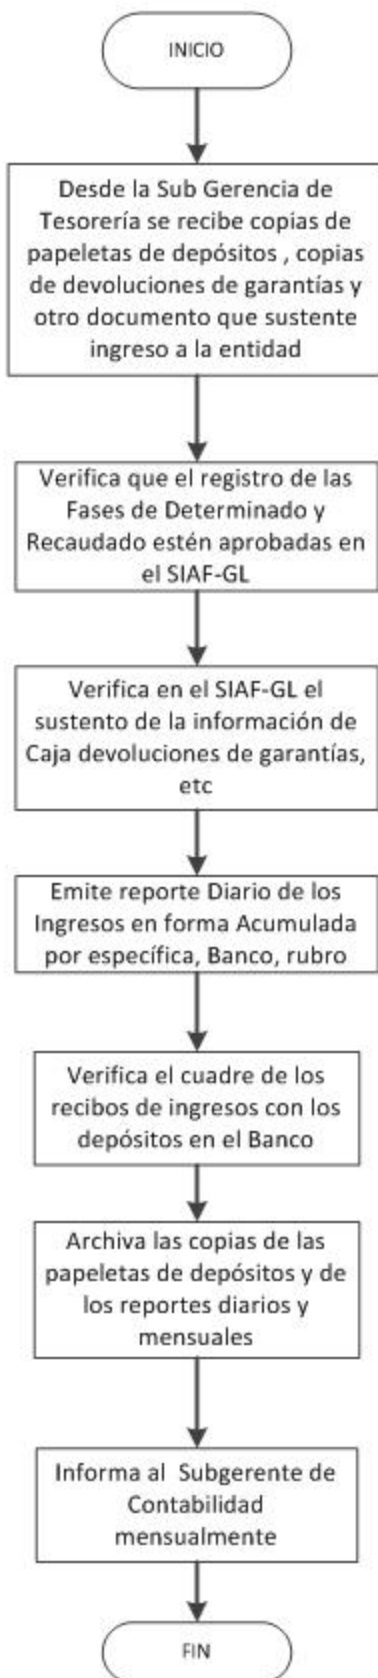 INICIO
Desde la Sub Gerencia de
Tesorería se recibe copias de
papeletas de depósitos , copias
de devoluciones de garantías y
otro documento que sustente
ingreso a la entidad
Verifica que el registro de las
Fases de Determinado y
Recaudado estén aprobadas en
el SIAF-GL
Verifica en el SIAF-GL el
sustento de la información de
Caja devoluciones de garantías,
etc
Emite reporte Diario de los
Ingresos en forma Acumulada
por específica, Banco, rubro
Verifica el cuadre de los
recibos de ingresos con los
depósitos en el Banco
Archiva las copias de las
papeletas de depósitos y de
los reportes diarios y
mensuales
Informa al  Subgerente de
Contabilidad
mensualmente
FIN